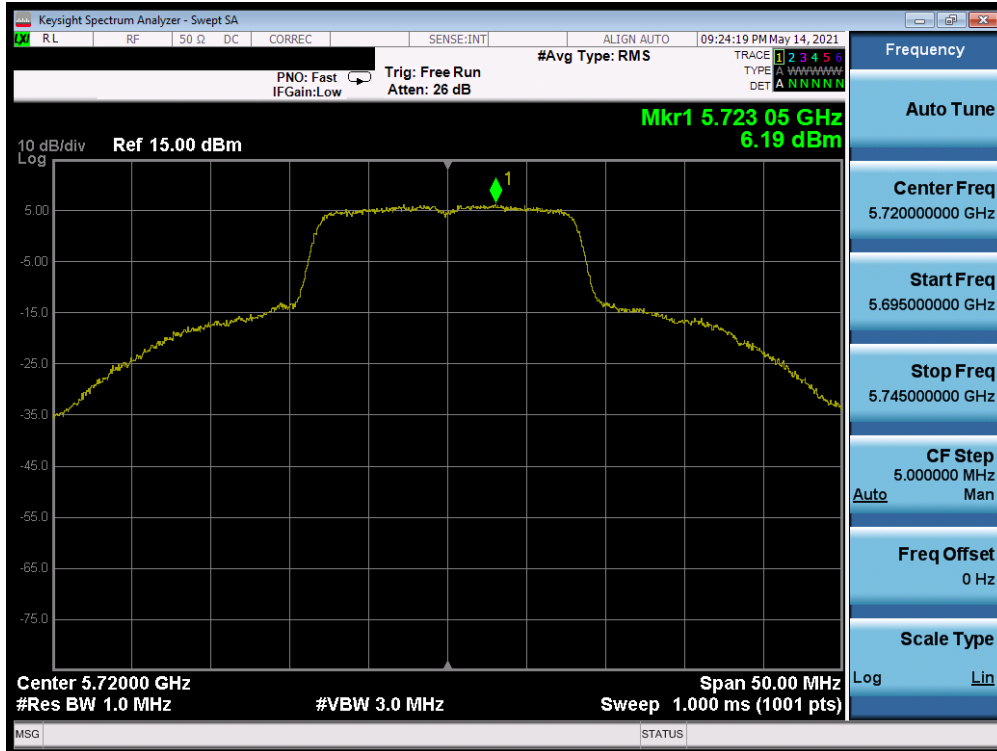 Keysight Spectrum Analyzer - Swept SA
LXI RL RF 50 Ω DC CORREC SENSE:INT ALIGN AUTO 09:24:19 PM May 14, 2021
PNO: Fast
IFGain:Low
Trig: Free Run
Atten: 26 dB
#Avg Type: RMS
TRACE 1 2 3 4 5 6
TYPE A WWWWW
DET A N N N N N
Mkr1 5.723 05 GHz
6.19 dBm
10 dB/div Ref 15.00 dBm
Log
1
5.00
-5.00
-15.0
-25.0
-35.0
-45.0
-55.0
-65.0
-75.0
Center 5.72000 GHz Span 50.00 MHz
#Res BW 1.0 MHz #VBW 3.0 MHz Sweep 1.000 ms (1001 pts)
MSG STATUS
Frequency
Auto Tune
Center Freq
5.720000000 GHz
Start Freq
5.695000000 GHz
Stop Freq
5.745000000 GHz
CF Step
5.000000 MHz
Auto Man
Freq Offset
0 Hz
Scale Type
Log Lin